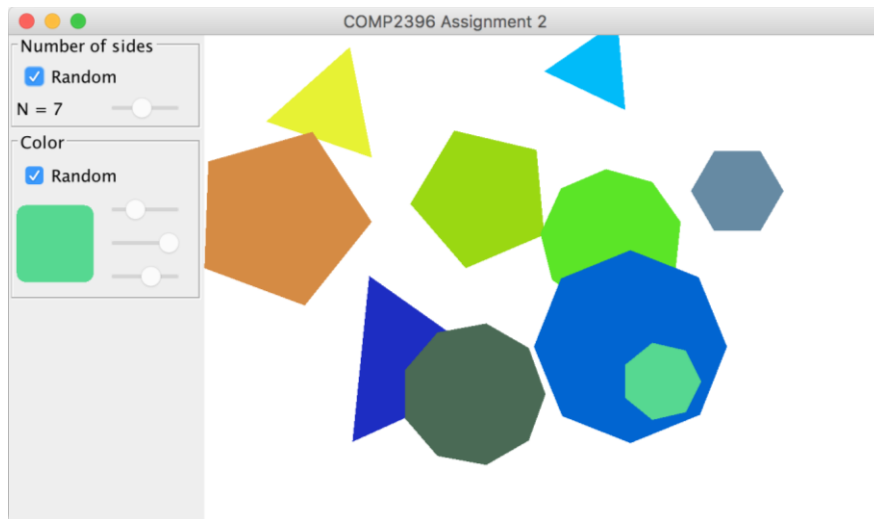 COMP2396 Assignment 2
Number of sides
Random
N = 7
Color
Random